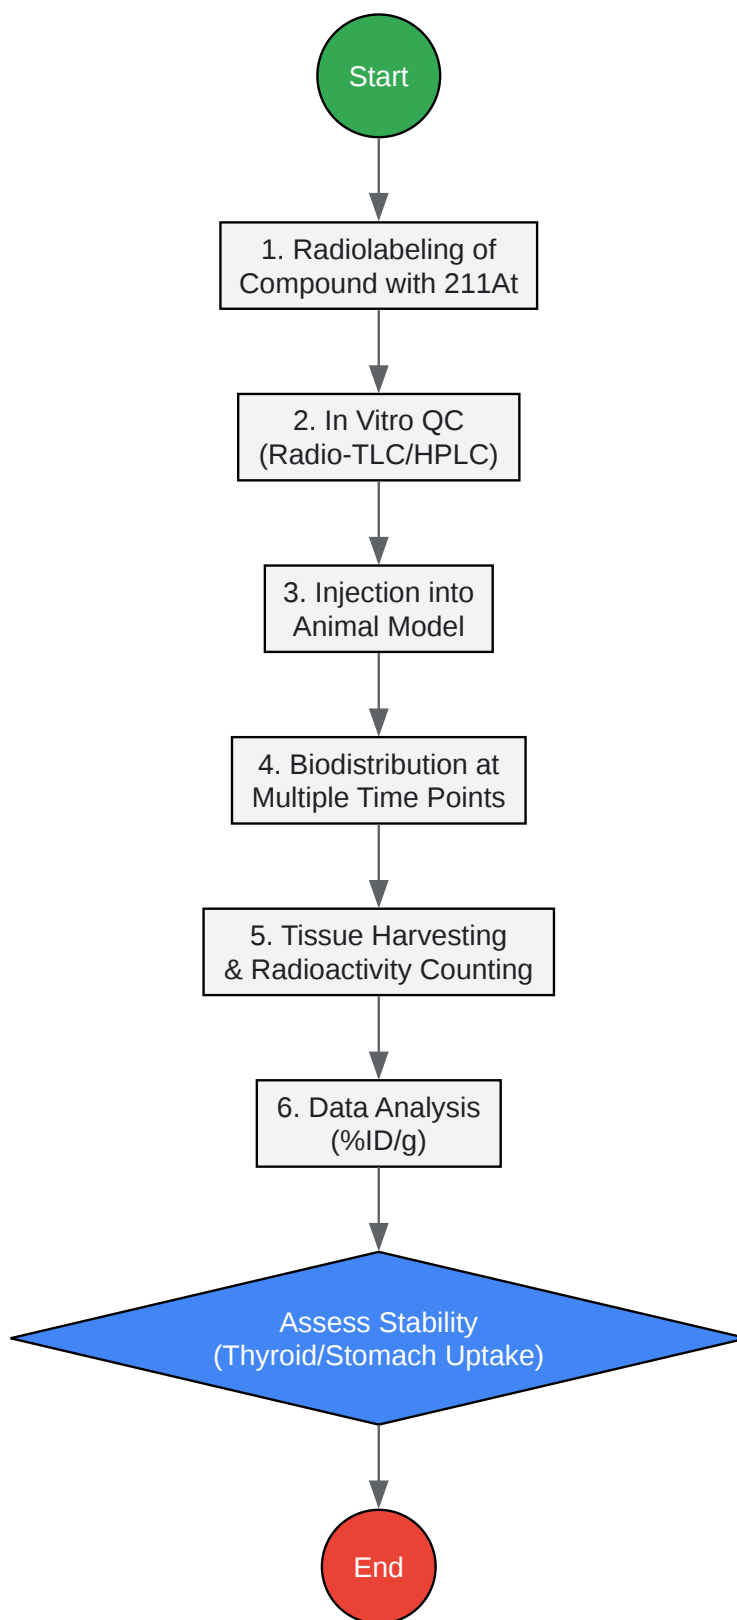 Start
1. Radiolabeling of
Compound with 211At
2. In Vitro QC
(Radio-TLC/HPLC)
3. Injection into
Animal Model
4. Biodistribution at
Multiple Time Points
5. Tissue Harvesting
& Radioactivity Counting
6. Data Analysis
(%ID/g)
Assess Stability
(Thyroid/Stomach Uptake)
End